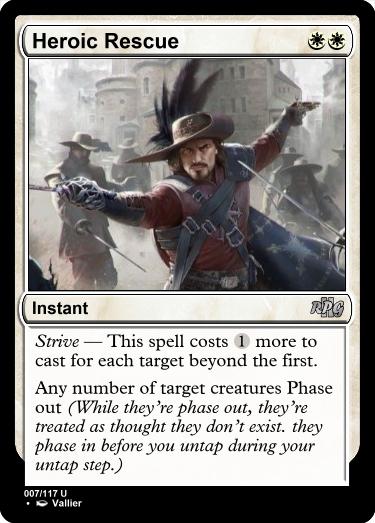 Heroic Rescue
Instant
RPG II
Strive — This spell costs 1 more to
cast for each target beyond the first.
Any number of target creatures Phase
out (While they're phase out, they're
treated as thought they don't exist. they
phase in before you untap during your
untap step.)
007/117 U
• Vallier